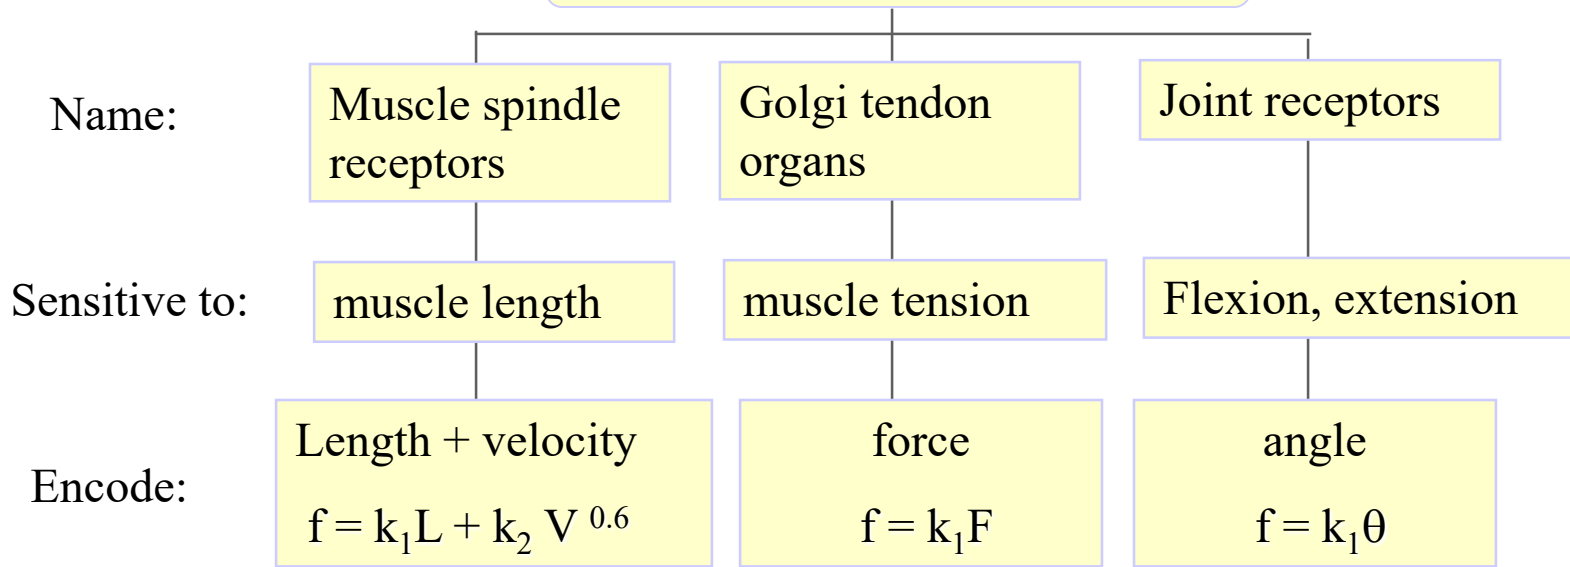 Name:
Muscle spindle
receptors
Golgi tendon
organs
Joint receptors
Sensitive to:
muscle length
muscle tension
Flexion, extension
Encode:
Length + velocity
f = k₁L + k₂ V ⁰·⁶
force
f = k₁F
angle
f = k₁θ